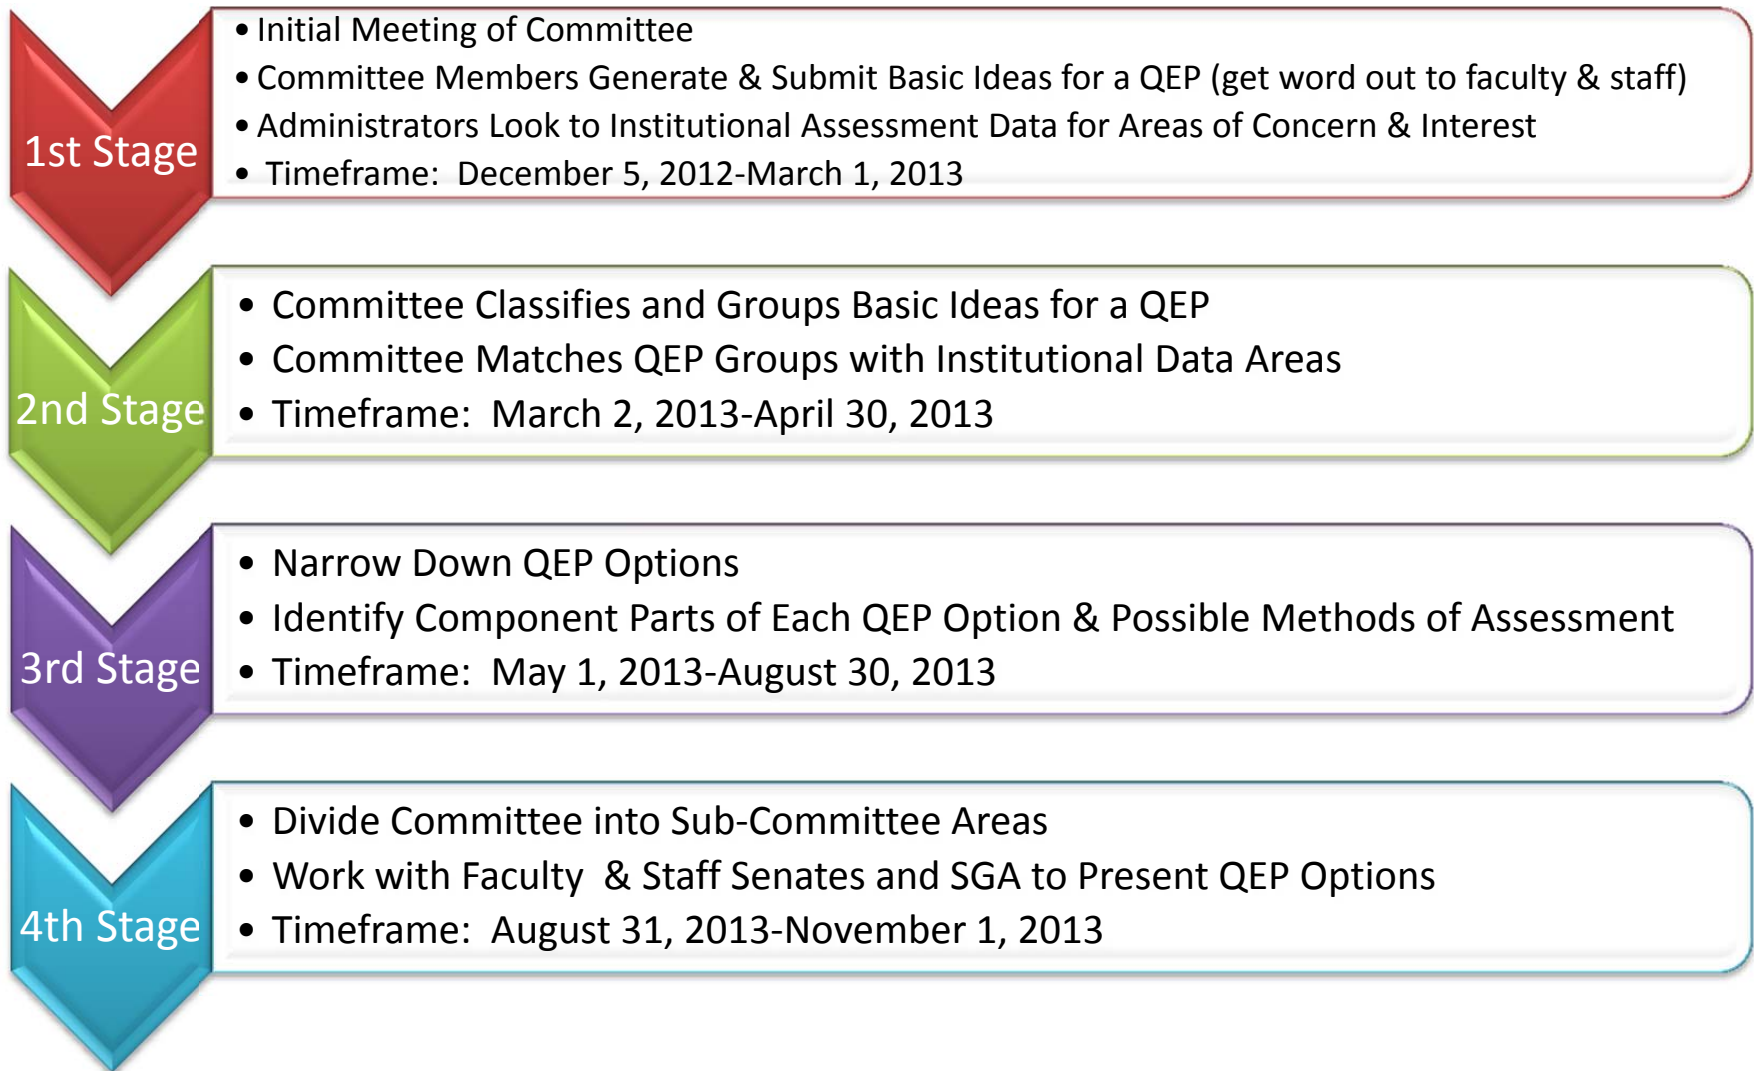 1st Stage
• Initial Meeting of Committee
• Committee Members Generate & Submit Basic Ideas for a QEP (get word out to faculty & staff)
• Administrators Look to Institutional Assessment Data for Areas of Concern & Interest
• Timeframe: December 5, 2012-March 1, 2013
2nd Stage
• Committee Classifies and Groups Basic Ideas for a QEP
• Committee Matches QEP Groups with Institutional Data Areas
• Timeframe: March 2, 2013-April 30, 2013
3rd Stage
• Narrow Down QEP Options
• Identify Component Parts of Each QEP Option & Possible Methods of Assessment
• Timeframe: May 1, 2013-August 30, 2013
4th Stage
• Divide Committee into Sub-Committee Areas
• Work with Faculty & Staff Senates and SGA to Present QEP Options
• Timeframe: August 31, 2013-November 1, 2013